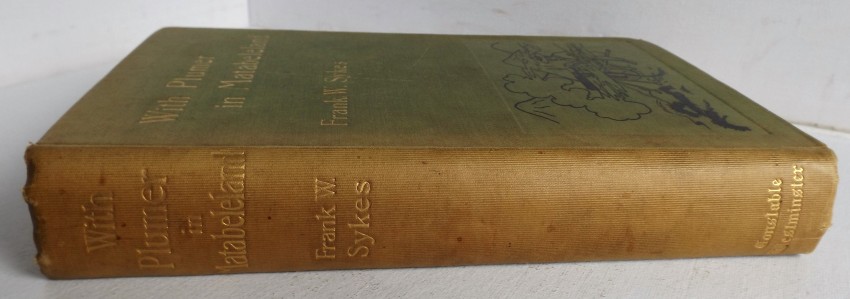 With Plumer
in Matabeleland
Frank W. Sykes
With
Plumer
in
Matabeleland
Frank W.
Sykes
Constable
Westminster